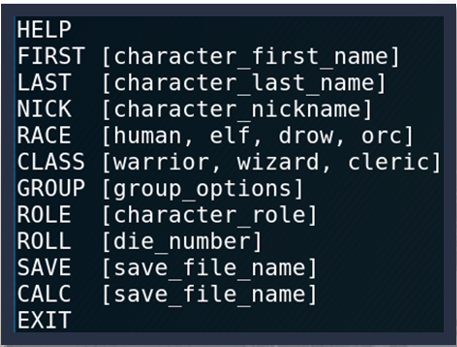 HELP
FIRST [character_first_name]
LAST [character_last_name]
NICK [character_nickname]
RACE [human, elf, drow, orc]
CLASS [warrior, wizard, cleric]
GROUP [group_options]
ROLE [character_role]
ROLL [die_number]
SAVE [save_file_name]
CALC [save_file_name]
EXIT